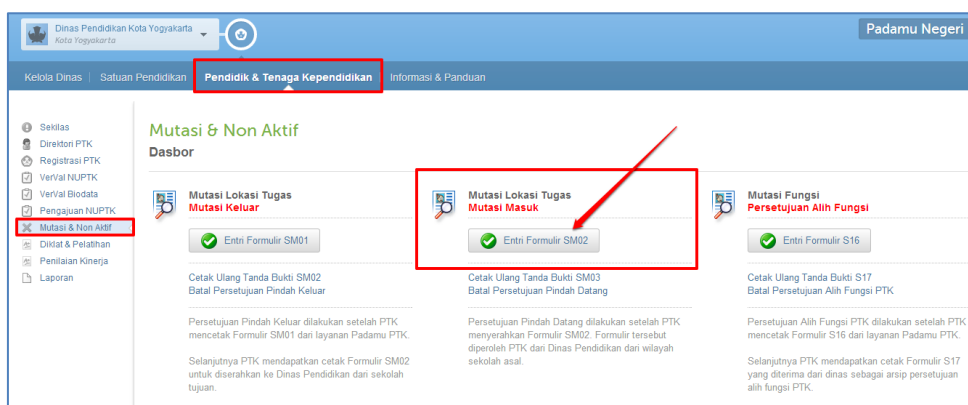 Dinas Pendidikan Kota Yogyakarta
Kota Yogyakarta
Padamu Negeri
Kelola Dinas | Satuan Pendidikan Pendidik & Tenaga Kependidikan Informasi & Panduan
Sekilas
Direktori PTK
Registrasi PTK
VerVal NUPTK
VerVal Biodata
Pengajuan NUPTK
Mutasi & Non Aktif
Diklat & Pelatihan
Penilaian Kinerja
Laporan
Mutasi & Non Aktif
Dasbor
Mutasi Lokasi Tugas
Mutasi Keluar
Entri Formulir SM01
Cetak Ulang Tanda Bukti SM02
Batal Persetujuan Pindah Keluar
Persetujuan Pindah Keluar dilakukan setelah PTK
mencetak Formulir SM01 dari layanan Padamu PTK.
Selanjutnya PTK mendapatkan cetak Formulir SM02
untuk diserahkan ke Dinas Pendidikan dari sekolah
tujuan.
Mutasi Lokasi Tugas
Mutasi Masuk
Entri Formulir SM02
Cetak Ulang Tanda Bukti SM03
Batal Persetujuan Pindah Datang
Persetujuan Pindah Datang dilakukan setelah PTK
menyerahkan Formulir SM02. Formulir tersebut
diperoleh PTK dari Dinas Pendidikan dari wilayah
sekolah asal.
Mutasi Fungsi
Persetujuan Alih Fungsi
Entri Formulir S16
Cetak Ulang Tanda Bukti S17
Batal Persetujuan Alih Fungsi PTK
Persetujuan Alih Fungsi PTK dilakukan setelah PTK
mencetak Formulir S16 dari layanan Padamu PTK.
Selanjutnya PTK mendapatkan cetak Formulir S17
yang diterima dari dinas sebagai arsip persetujuan
alih fungsi PTK.